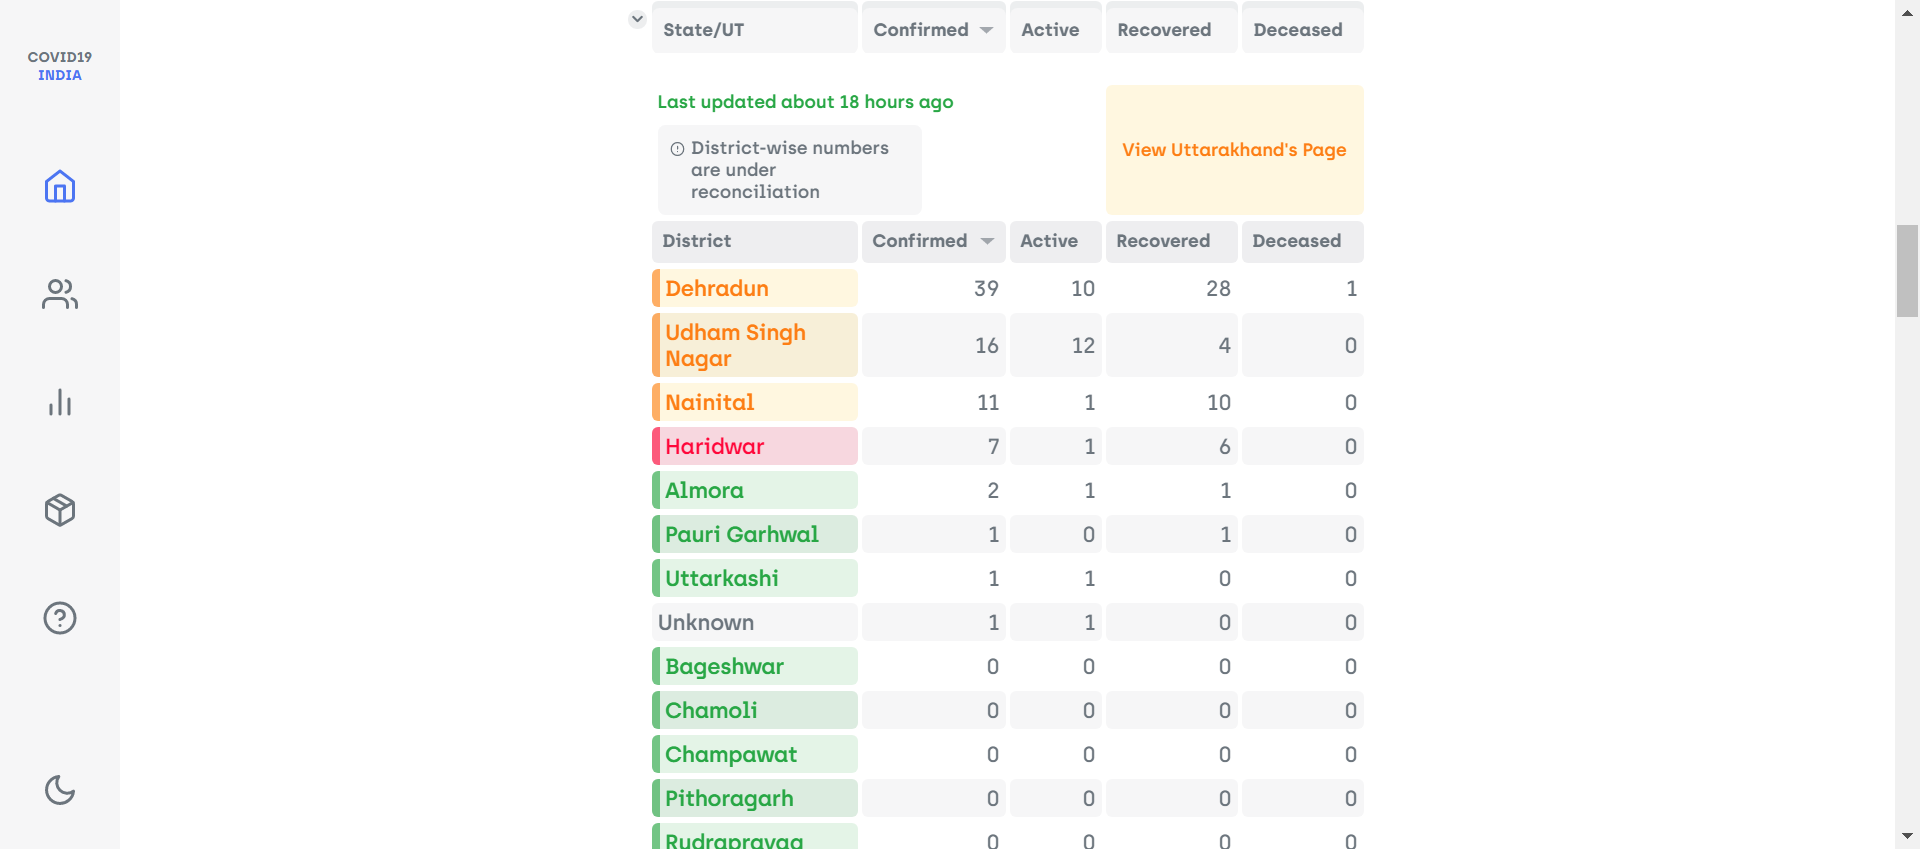 COVID19
INDIA
State/UT Confirmed Active Recovered Deceased
Last updated about 18 hours ago
District-wise numbers
are under
reconciliation
View Uttarakhand's Page
District Confirmed Active Recovered Deceased
Dehradun 39 10 28 1
Udham Singh
Nagar 16 12 4 0
Nainital 11 1 10 0
Haridwar 7 1 6 0
Almora 2 1 1 0
Pauri Garhwal 1 0 1 0
Uttarkashi 1 1 0 0
Unknown 1 1 0 0
Bageshwar 0 0 0 0
Chamoli 0 0 0 0
Champawat 0 0 0 0
Pithoragarh 0 0 0 0
Rudraprayag 0 0 0 0